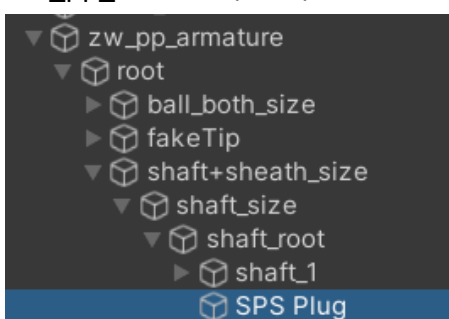 zw_pp_armature
root
ball_both_size
fakeTip
shaft+sheath_size
shaft_size
shaft_root
shaft_1
SPS Plug